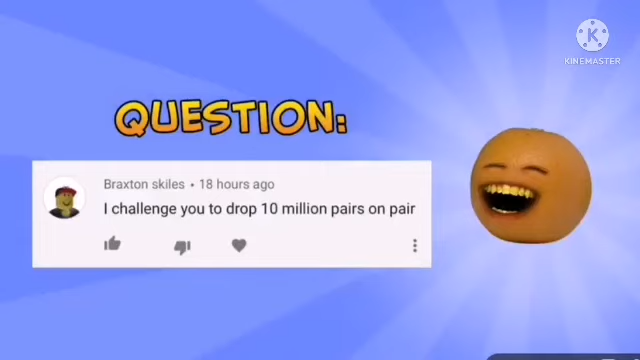 K
KINEMASTER
QUESTION:
Braxton skiles • 18 hours ago
I challenge you to drop 10 million pairs on pair